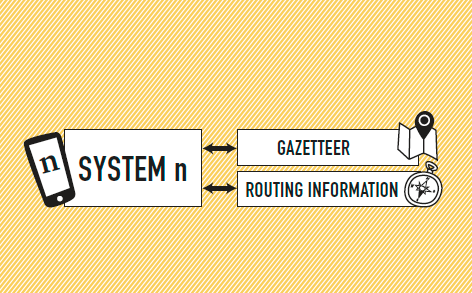 n
SYSTEM n
GAZETTEER
ROUTING INFORMATION